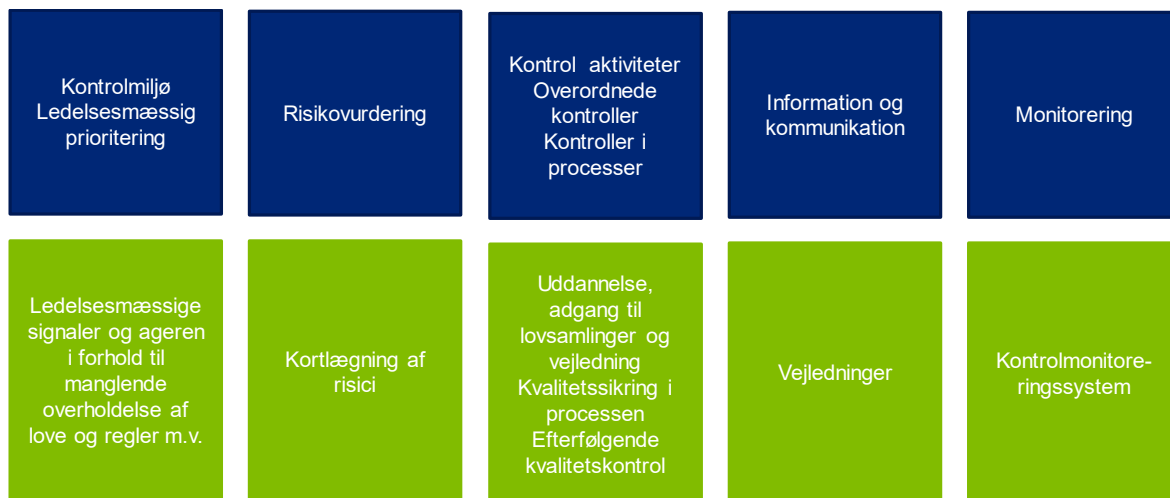 Kontrolmiljø
Ledelsesmæssig
prioritering
Risikovurdering
Kontrol aktiviteter
Overordnede
kontroller
Kontroller i
processer
Information og
kommunikation
Monitorering
Ledelsesmæssige
signaler og ageren
i forhold til
manglende
overholdelse af
love og regler m.v.
Kortlægning af
risici
Uddannelse,
adgang til
lovsamlinger og
vejledning
Kvalitetssikring i
processen
Efterfølgende
kvalitetskontrol
Vejledninger
Kontrolmonitore-
ringssystem